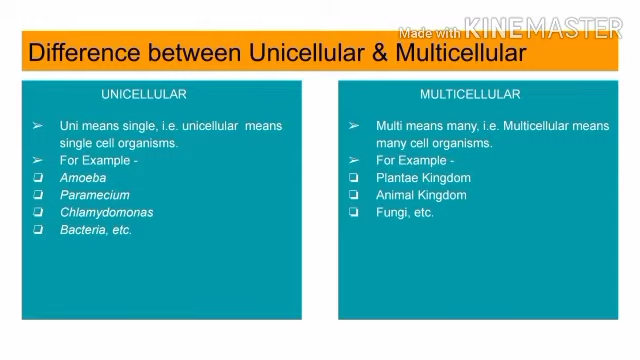 Made with KINEMASTER
Difference between Unicellular & Multicellular
UNICELLULAR
➢ Uni means single, i.e. unicellular means
single cell organisms.
➢ For Example -
❏ Amoeba
❏ Paramecium
❏ Chlamydomonas
❏ Bacteria, etc.
MULTICELLULAR
➢ Multi means many, i.e. Multicellular means
many cell organisms.
➢ For Example -
❏ Plantae Kingdom
❏ Animal Kingdom
❏ Fungi, etc.